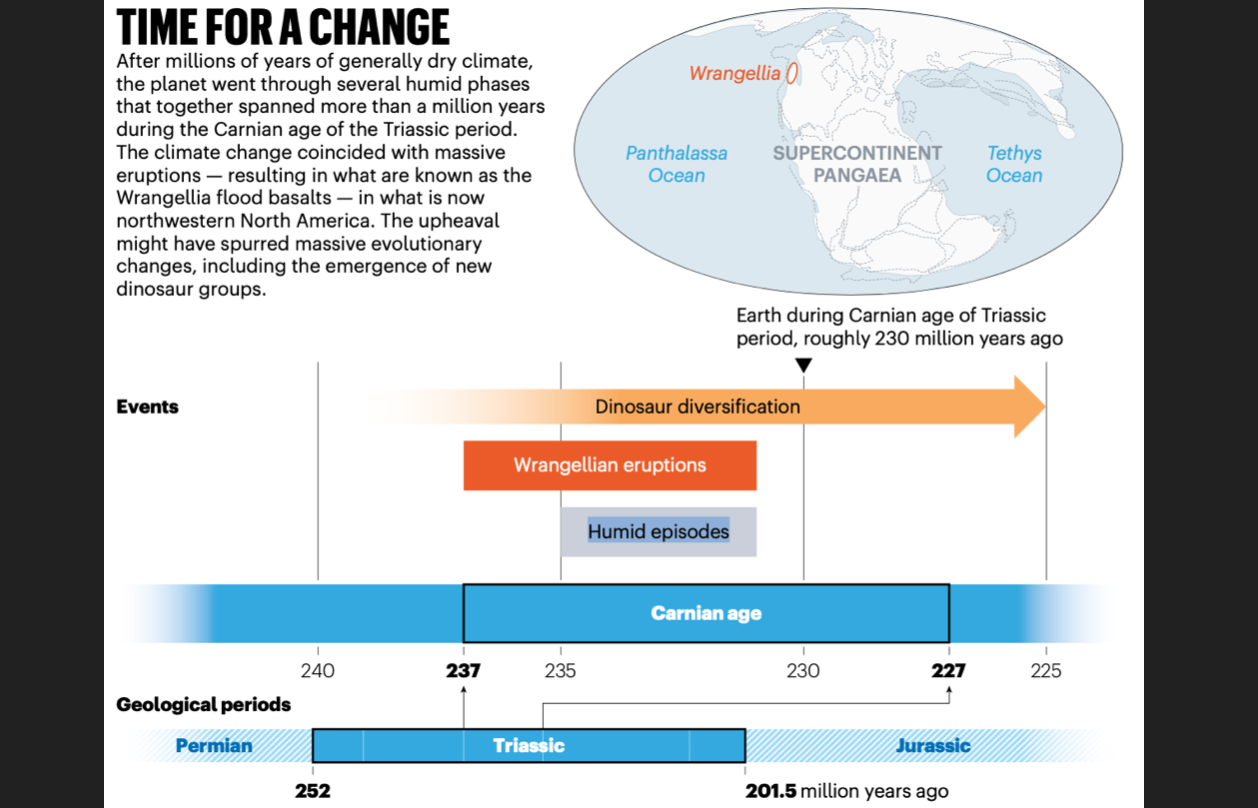 TIME FOR A CHANGE
After millions of years of generally dry climate,
the planet went through several humid phases
that together spanned more than a million years
during the Carnian age of the Triassic period.
The climate change coincided with massive
eruptions — resulting in what are known as the
Wrangellia flood basalts — in what is now
northwestern North America. The upheaval
might have spurred massive evolutionary
changes, including the emergence of new
dinosaur groups.
Wrangellia
Panthalassa
Ocean
SUPERCONTINENT
PANGAEA
Tethys
Ocean
Earth during Carnian age of Triassic
period, roughly 230 million years ago
Events
Dinosaur diversification
Wrangellian eruptions
Humid episodes
Carnian age
240 237 235 230 227 225
Geological periods
Permian Triassic Jurassic
252 201.5 million years ago